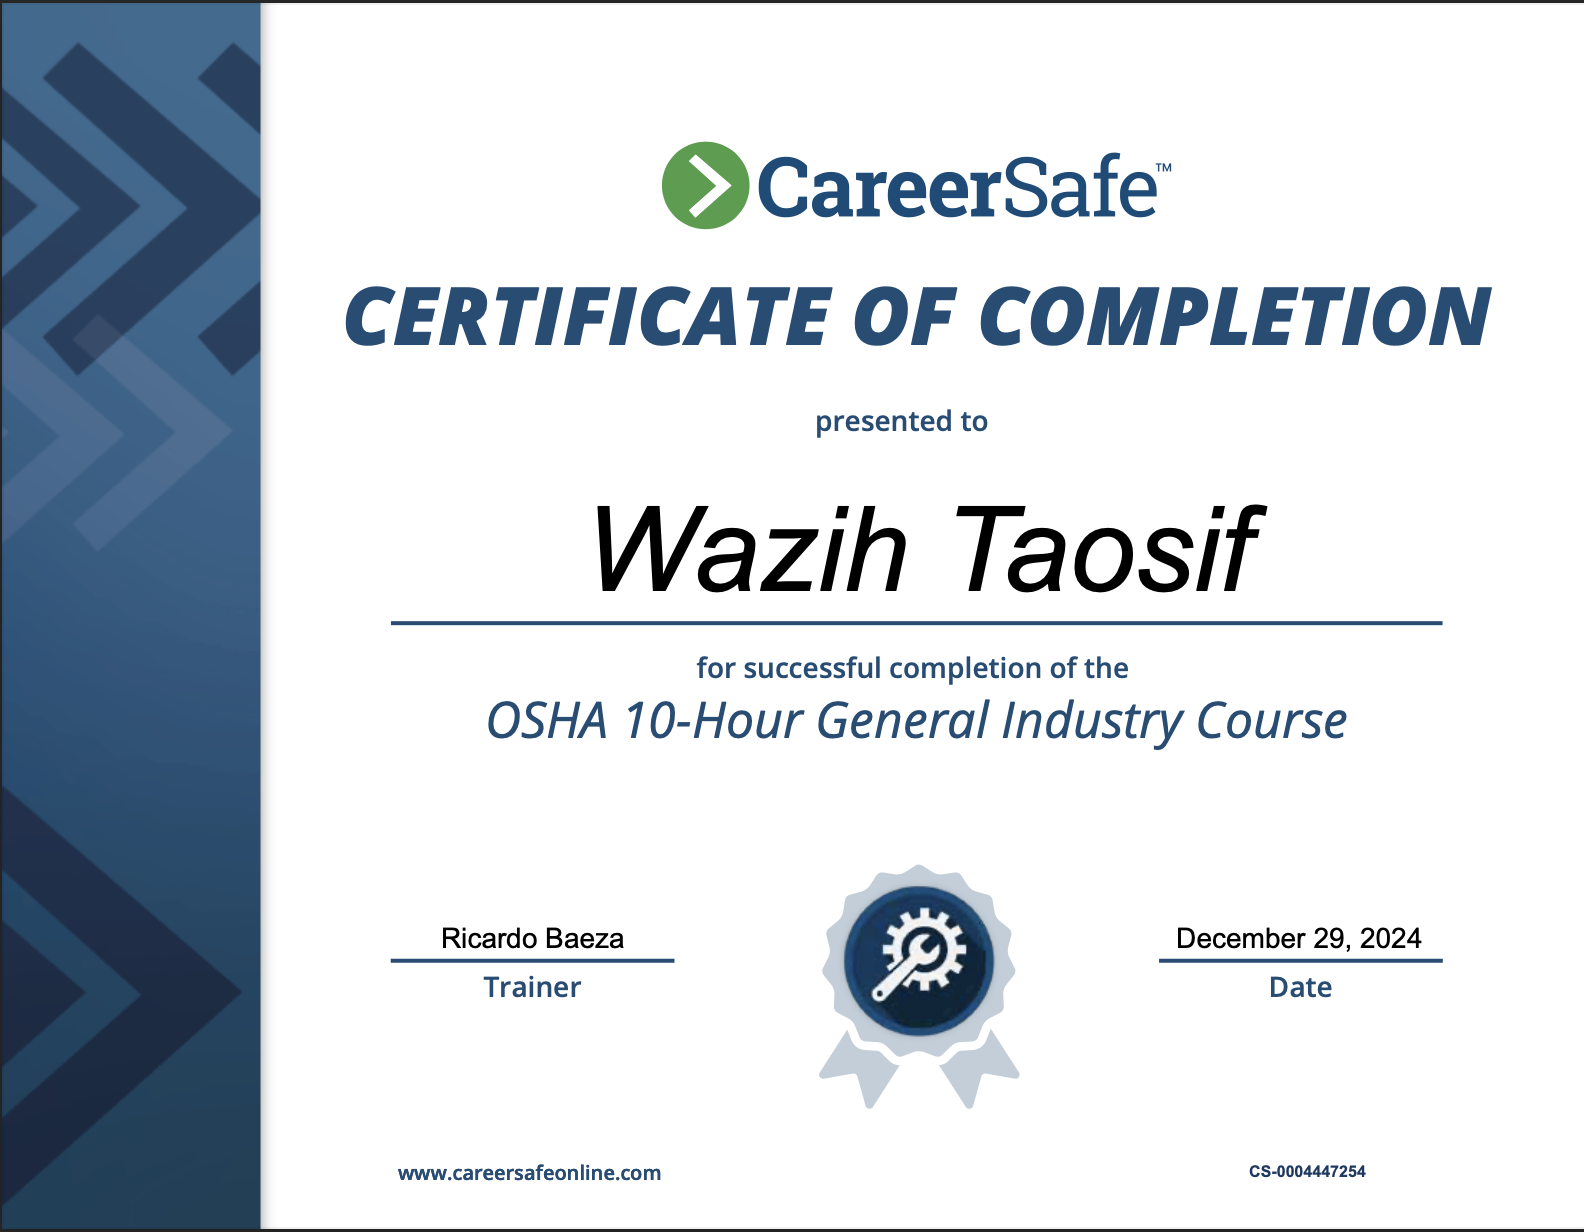 CareerSafe™
CERTIFICATE OF COMPLETION
presented to
Wazih Taosif
for successful completion of the
OSHA 10-Hour General Industry Course
Ricardo Baeza
Trainer
December 29, 2024
Date
www.careersafeonline.com
CS-0004447254